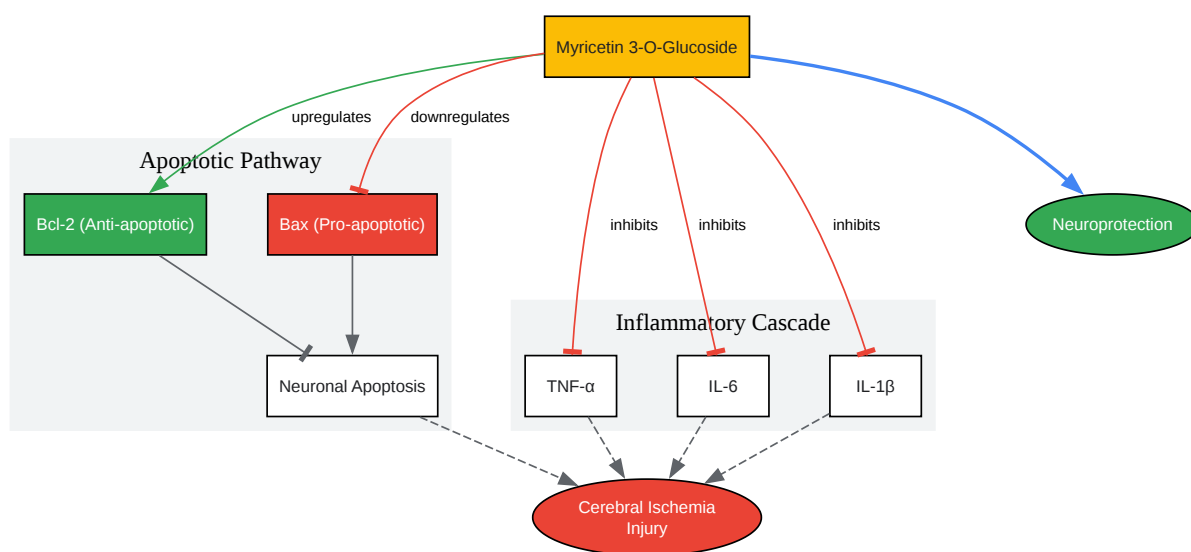 Myricetin 3-O-Glucoside
upregulates
downregulates
Apoptotic Pathway
Bcl-2 (Anti-apoptotic)
Bax (Pro-apoptotic)
inhibits
inhibits
inhibits
Neuroprotection
Inflammatory Cascade
Neuronal Apoptosis
TNF-α
IL-6
IL-1β
Cerebral Ischemia
Injury